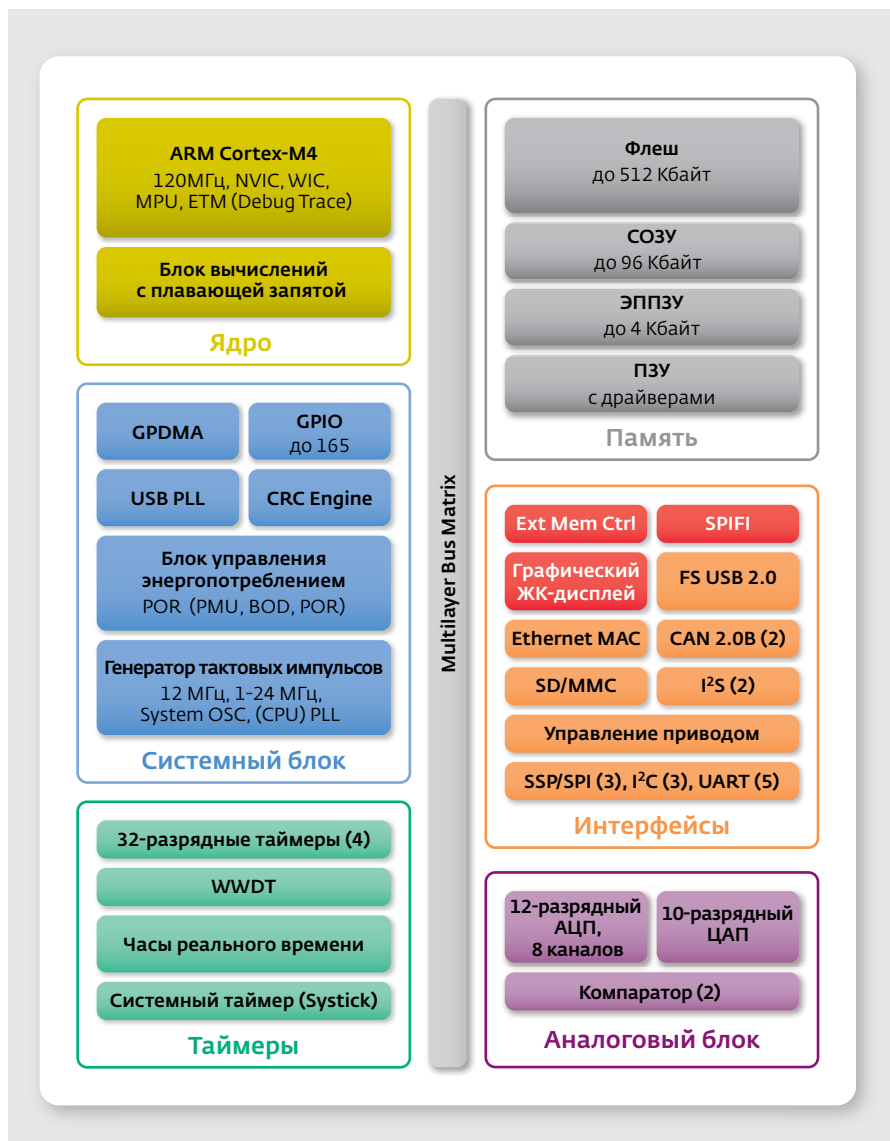 ARM Cortex-M4
120МГц, NVIC, WIC,
MPU, ETM (Debug Trace)
Блок вычислений
с плавающей запятой
Ядро
GPDMA
GPIO
до 165
USB PLL
CRC Engine
Блок управления
энергопотреблением
POR (PMU, BOD, POR)
Генератор тактовых импульсов
12 МГц, 1-24 МГц,
System OSC, (CPU) PLL
Системный блок
32-разрядные таймеры (4)
WWDT
Часы реального времени
Системный таймер (Systick)
Таймеры
Multilayer Bus Matrix
Флеш
до 512 Кбайт
СОЗУ
до 96 Кбайт
ЭППЗУ
до 4 Кбайт
ПЗУ
с драйверами
Память
Ext Mem Ctrl
SPIFI
Графический
ЖК-дисплей
FS USB 2.0
Ethernet MAC
CAN 2.0B (2)
SD/MMC
I²S (2)
Управление приводом
SSP/SPI (3), I²C (3), UART (5)
Интерфейсы
12-разрядный
АЦП,
8 каналов
10-разрядный
ЦАП
Компаратор (2)
Аналоговый блок